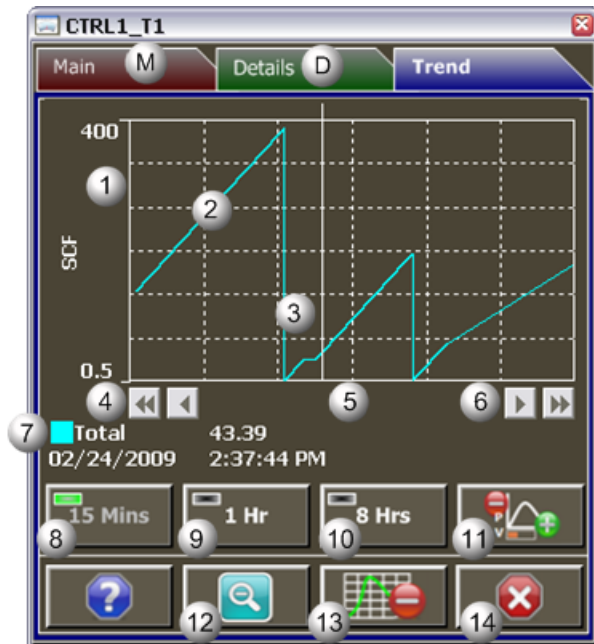 CTRL1_T1
Main M Details D Trend
400
1
2
SCF
3
0.5
4 5 6
7 Total 43.39
02/24/2009 2:37:44 PM
15 Mins 1 Hr 8 Hrs P V
8 9 10 11
?
12 13 14